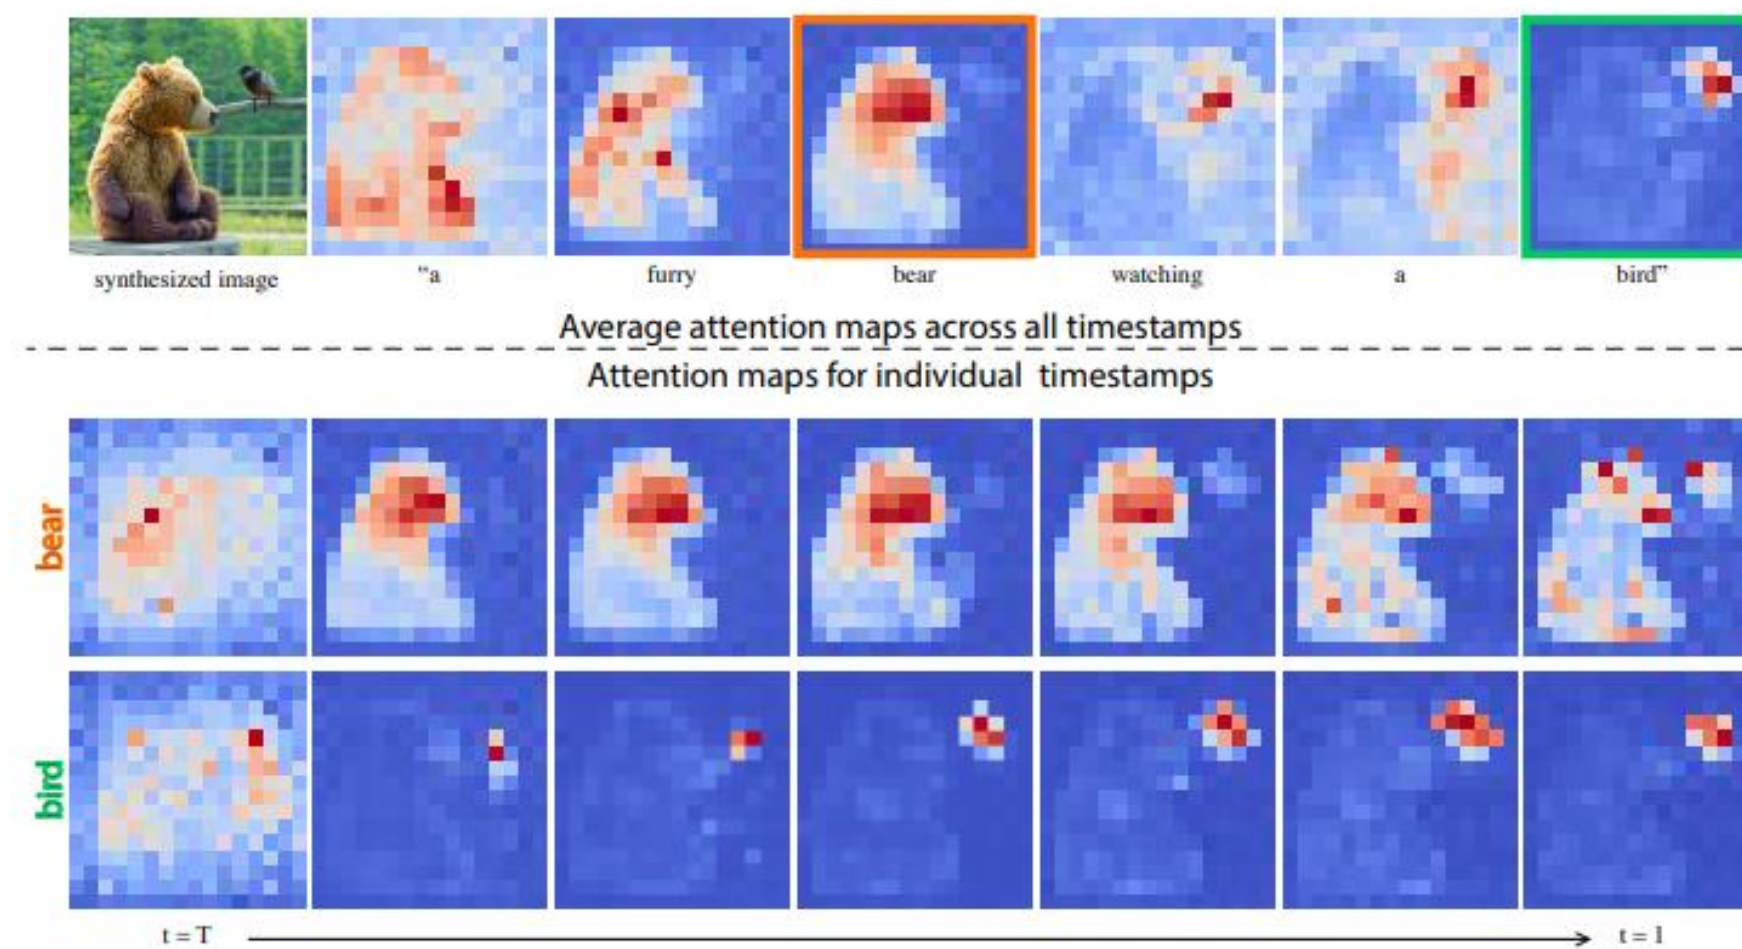 synthesized image “a furry bear watching a bird”
Average attention maps across all timestamps
Attention maps for individual timestamps
bear
bird
t = T t = 1